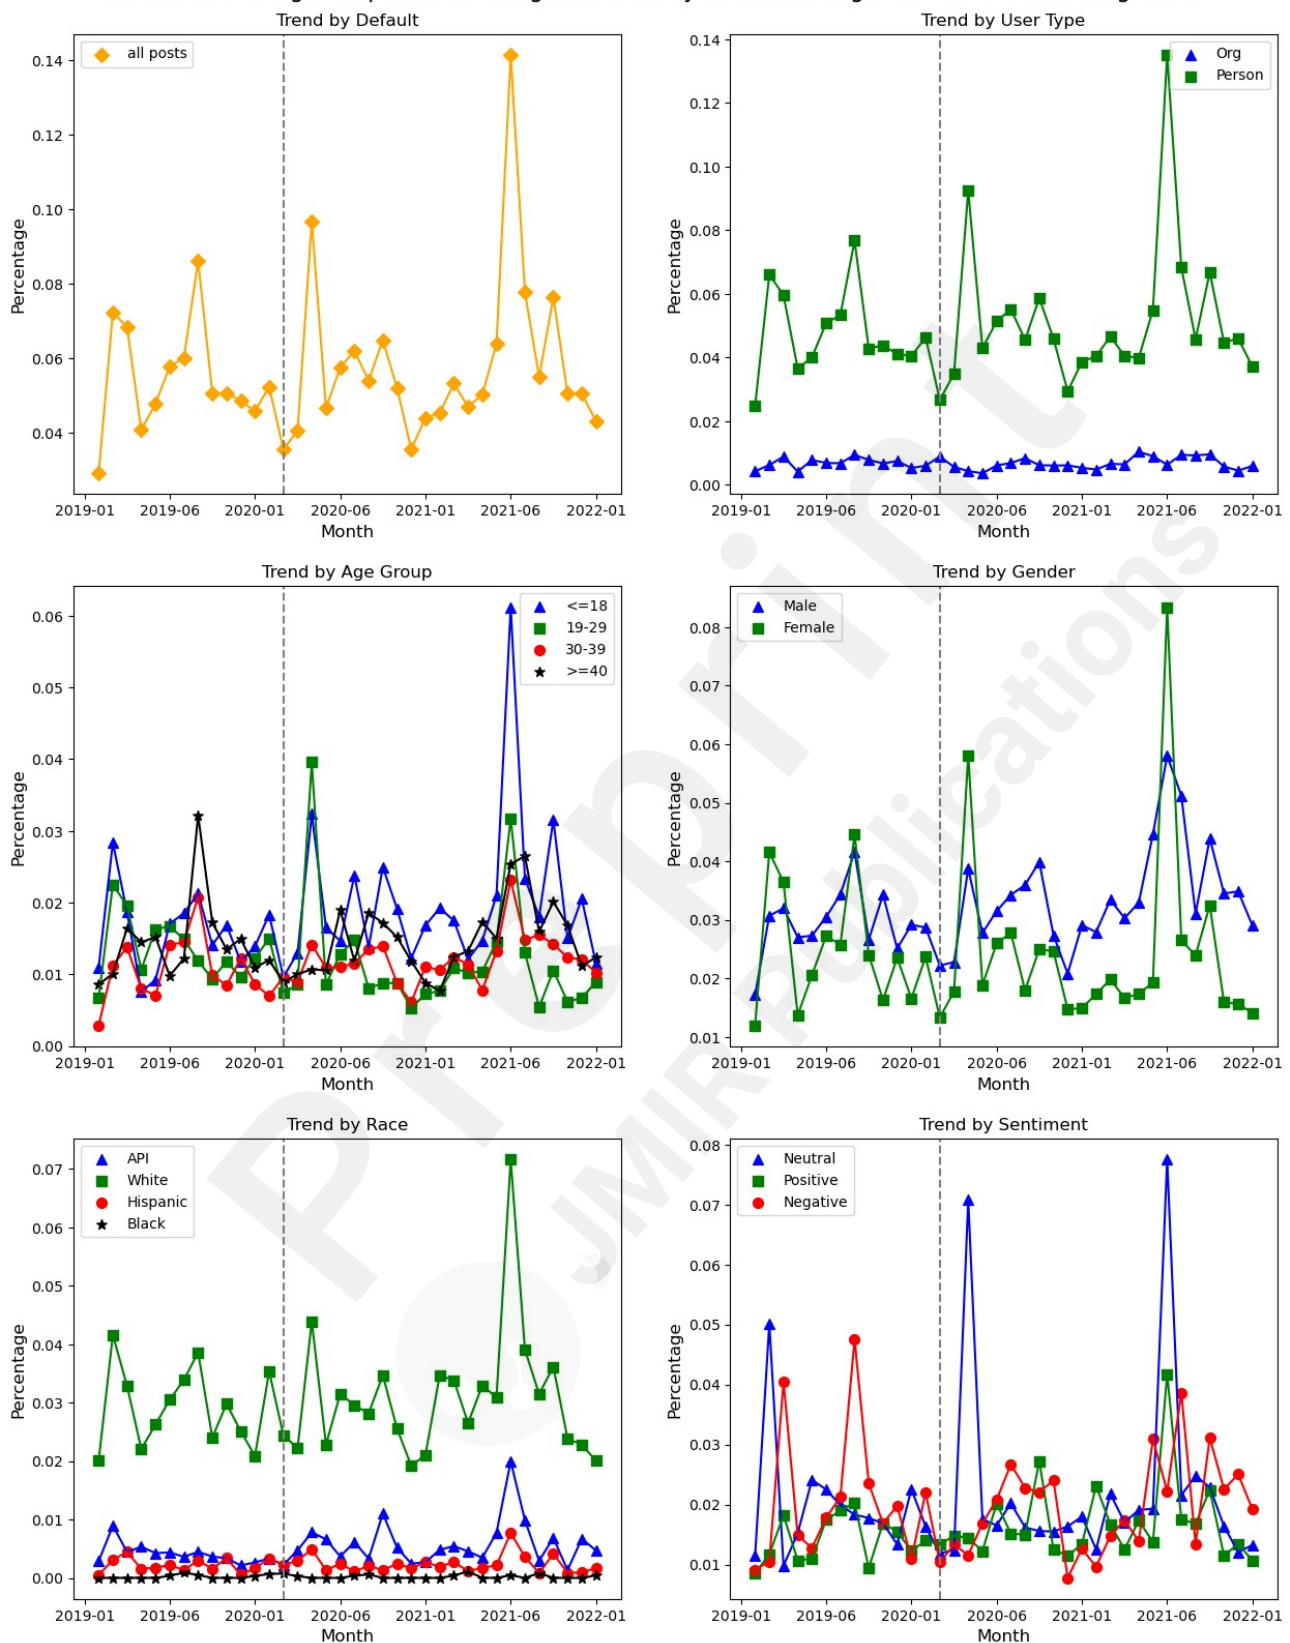 Trend by Default
all posts
Percentage
0.14
0.12
0.10
0.08
0.06
0.04
2019-01 2019-06 2020-01 2020-06 2021-01 2021-06 2022-01
Month
Trend by User Type
Org
Person
Percentage
0.14
0.12
0.10
0.08
0.06
0.04
0.02
0.00
2019-01 2019-06 2020-01 2020-06 2021-01 2021-06 2022-01
Month
Trend by Age Group
<=18
19-29
30-39
>=40
Percentage
0.06
0.05
0.04
0.03
0.02
0.01
0.00
2019-01 2019-06 2020-01 2020-06 2021-01 2021-06 2022-01
Month
Trend by Gender
Male
Female
Percentage
0.08
0.07
0.06
0.05
0.04
0.03
0.02
0.01
2019-01 2019-06 2020-01 2020-06 2021-01 2021-06 2022-01
Month
Trend by Race
API
White
Hispanic
Black
Percentage
0.07
0.06
0.05
0.04
0.03
0.02
0.01
0.00
2019-01 2019-06 2020-01 2020-06 2021-01 2021-06 2022-01
Month
Trend by Sentiment
Neutral
Positive
Negative
Percentage
0.08
0.07
0.06
0.05
0.04
0.03
0.02
0.01
2019-01 2019-06 2020-01 2020-06 2021-01 2021-06 2022-01
Month
Preprint
JMIR Publications